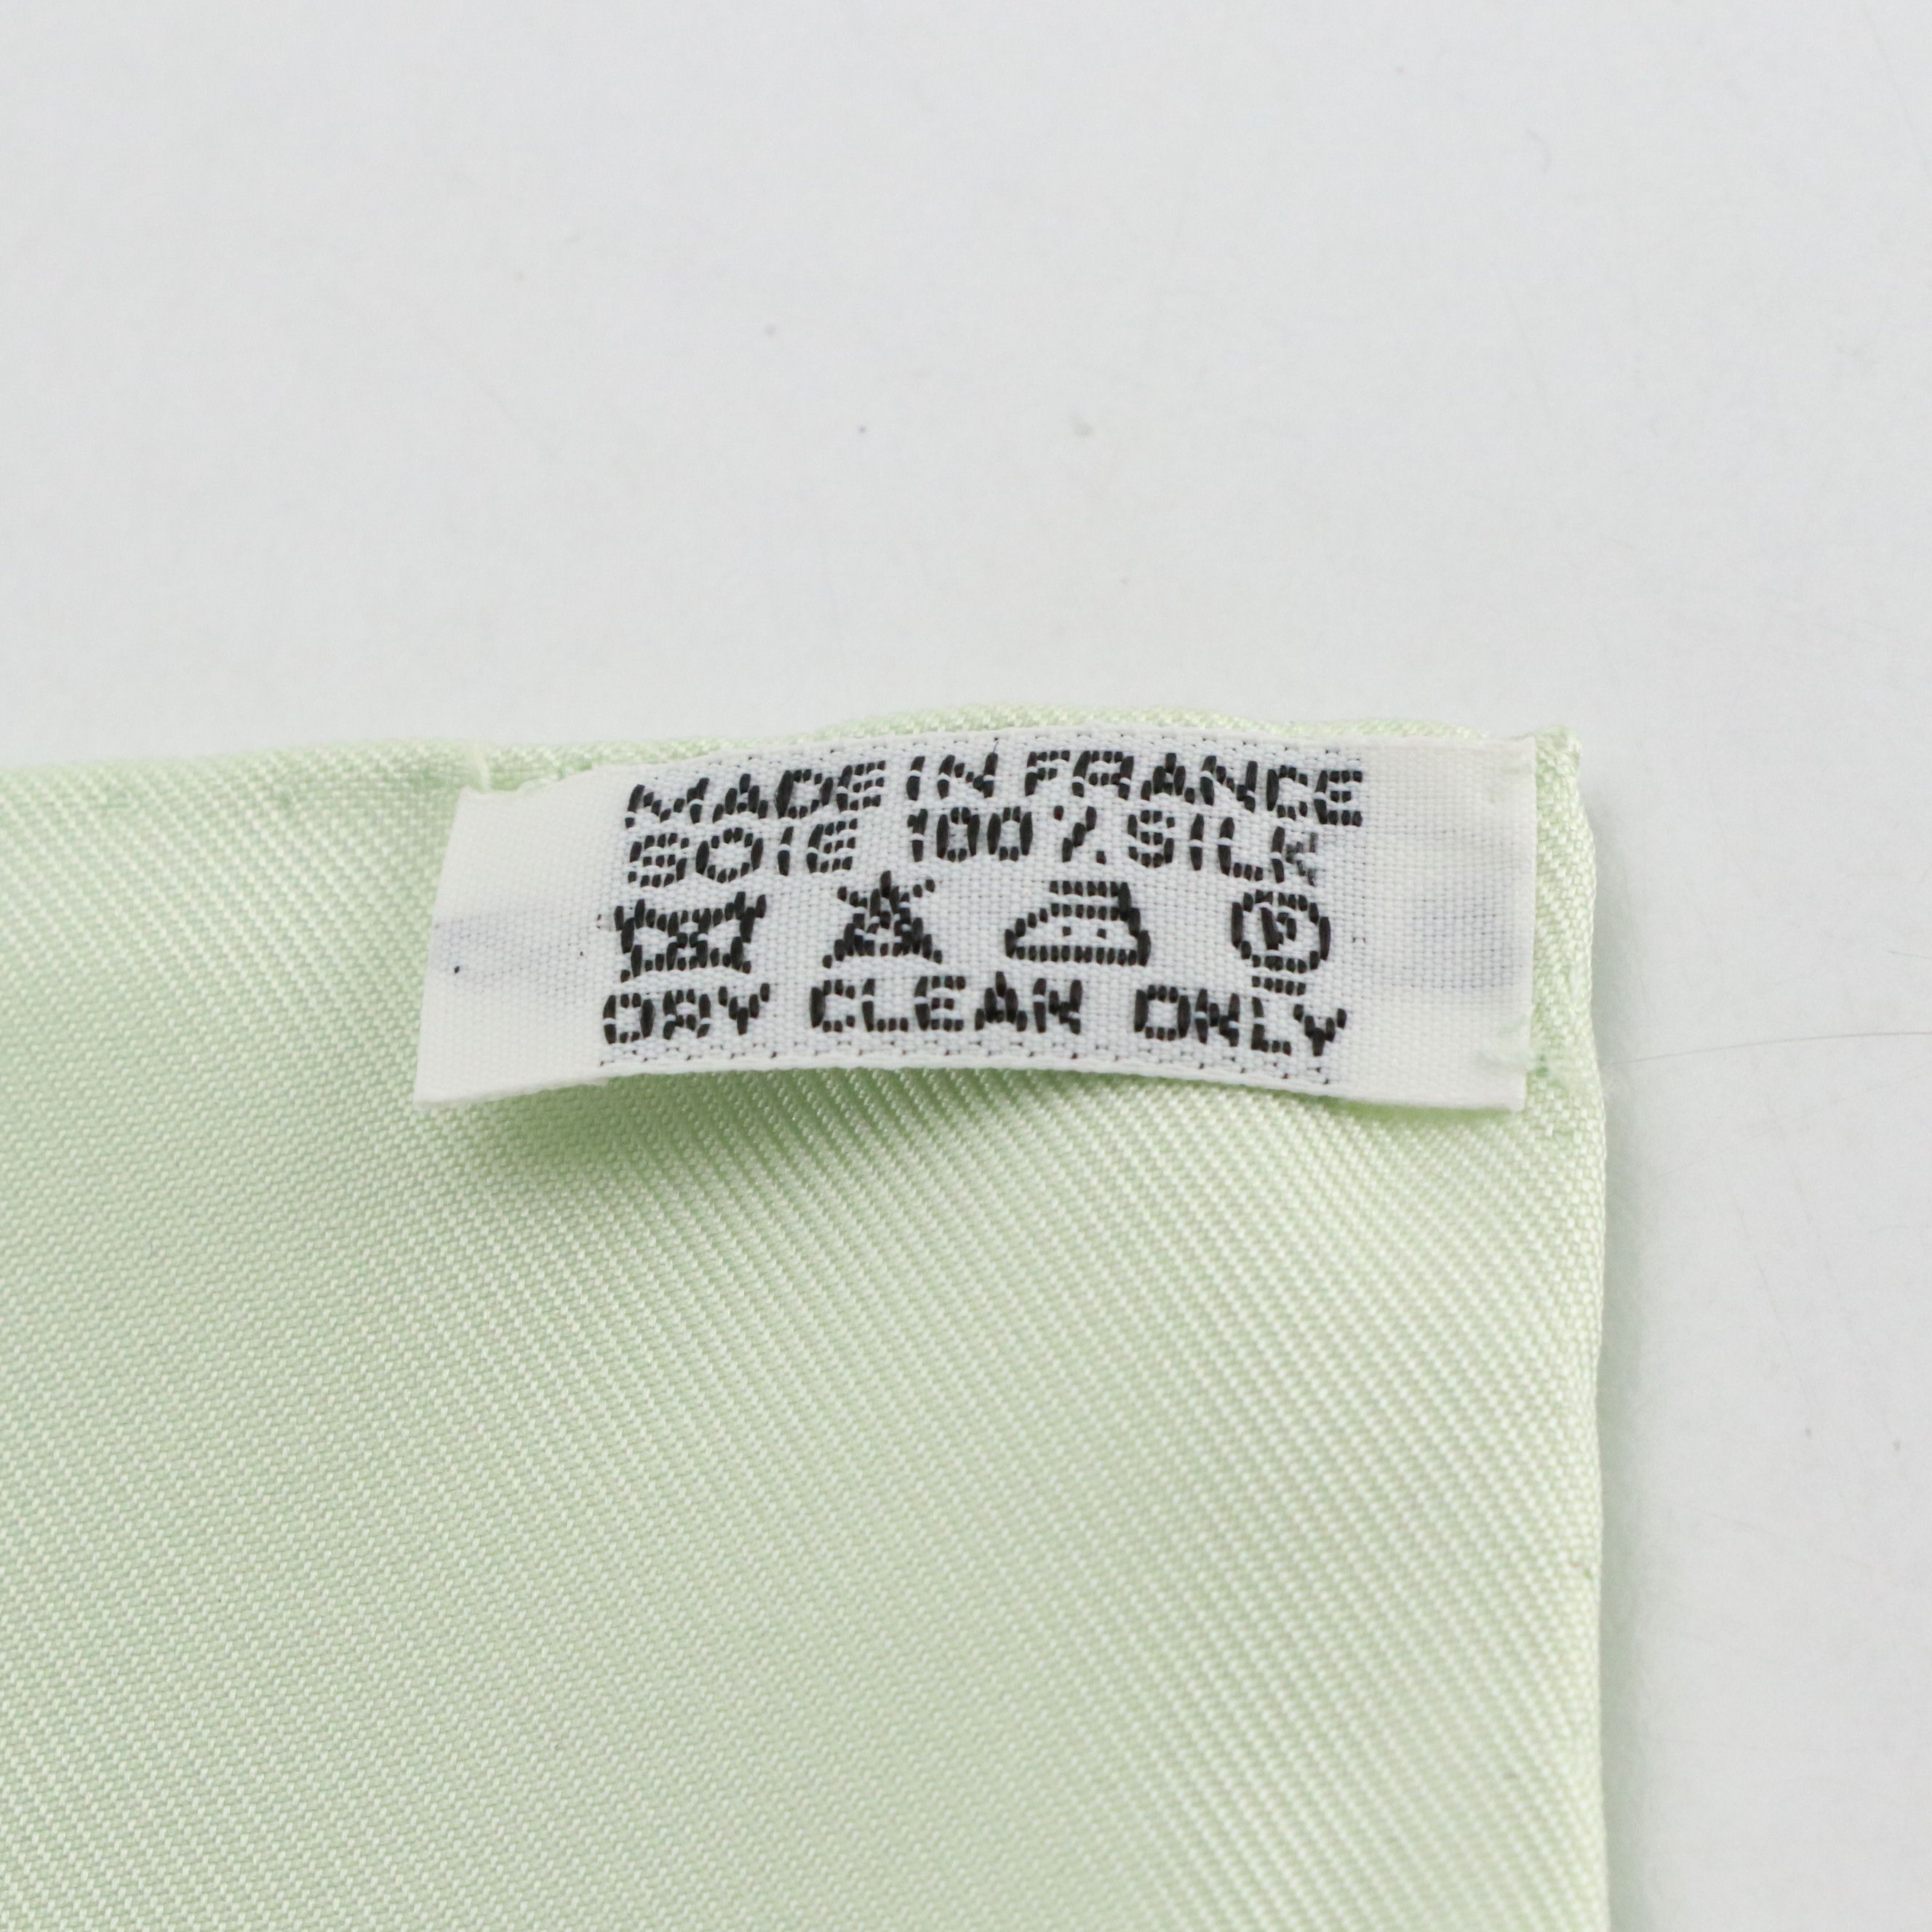 MADE IN FRANCE
SOIE 100% SILK
P
DRY CLEAN ONLY